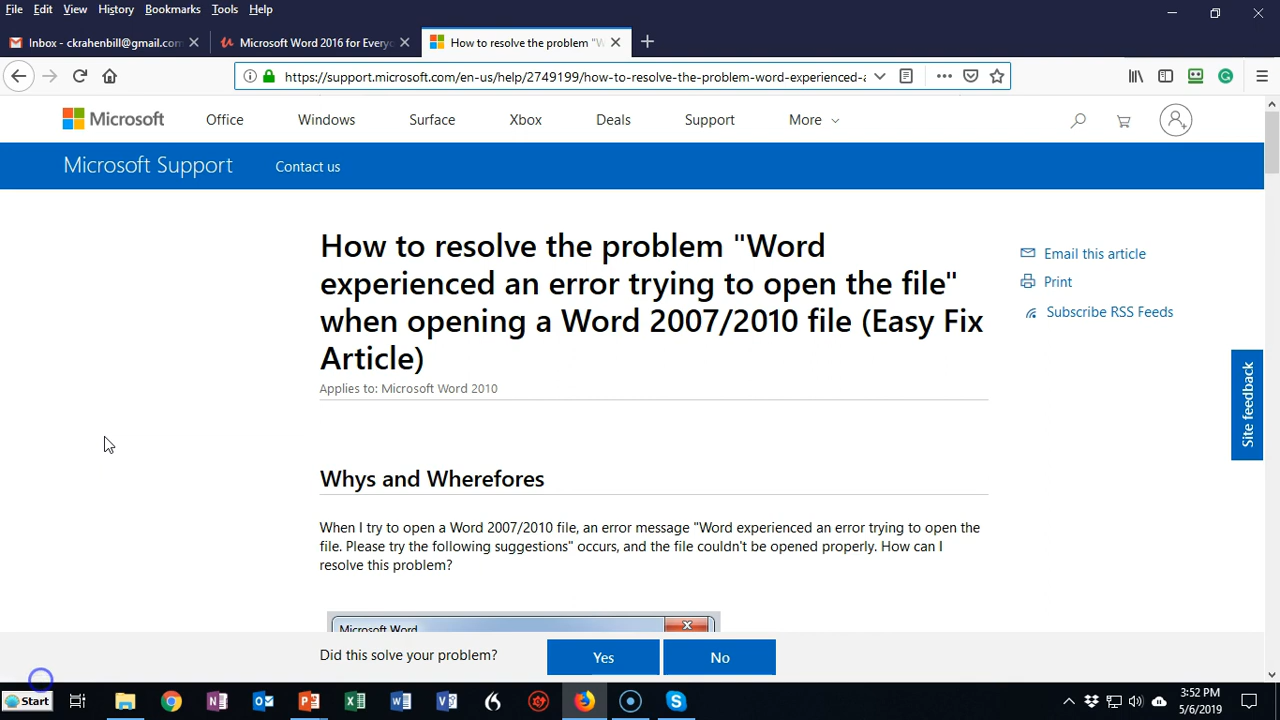 File Edit View History Bookmarks Tools Help
Inbox - ckrahenbill@gmail.com Microsoft Word 2016 for Everyo How to resolve the problem "W
https://support.microsoft.com/en-us/help/2749199/how-to-resolve-the-problem-word-experienced-a
Microsoft Office Windows Surface Xbox Deals Support More
Microsoft Support Contact us
How to resolve the problem "Word
experienced an error trying to open the file"
when opening a Word 2007/2010 file (Easy Fix
Article)
Applies to: Microsoft Word 2010
Email this article
Print
Subscribe RSS Feeds
Site feedback
Whys and Wherefores
When I try to open a Word 2007/2010 file, an error message "Word experienced an error trying to open the
file. Please try the following suggestions" occurs, and the file couldn't be opened properly. How can I
resolve this problem?
Microsoft Word
Did this solve your problem? Yes No
Start
3:52 PM
5/6/2019